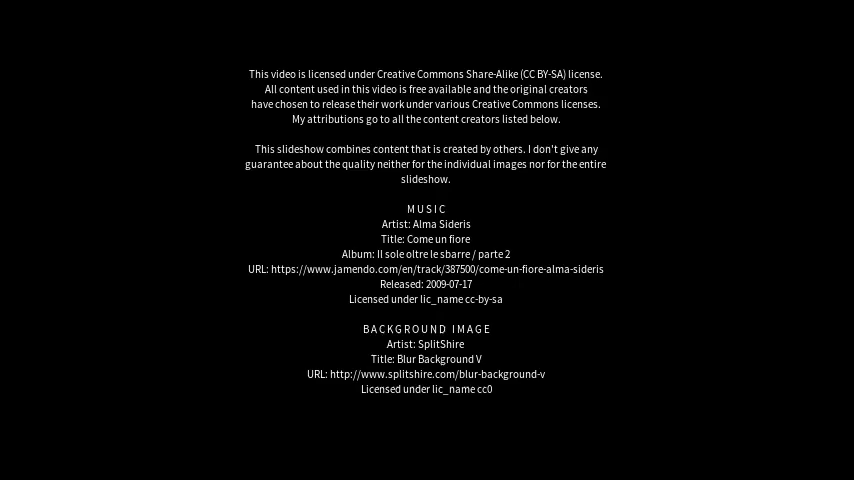 This video is licensed under Creative Commons Share-Alike (CC BY-SA) license.
All content used in this video is free available and the original creators
have chosen to release their work under various Creative Commons licenses.
My attributions go to all the content creators listed below.
This slideshow combines content that is created by others. I don't give any
guarantee about the quality neither for the individual images nor for the entire
slideshow.
MUSIC
Artist: Alma Sideris
Title: Come un fiore
Album: Il sole oltre le sbarre / parte 2
URL: https://www.jamendo.com/en/track/387500/come-un-fiore-alma-sideris
Released: 2009-07-17
Licensed under lic_name cc-by-sa
BACKGROUND IMAGE
Artist: SplitShire
Title: Blur Background V
URL: http://www.splitshire.com/blur-background-v
Licensed under lic_name cc0